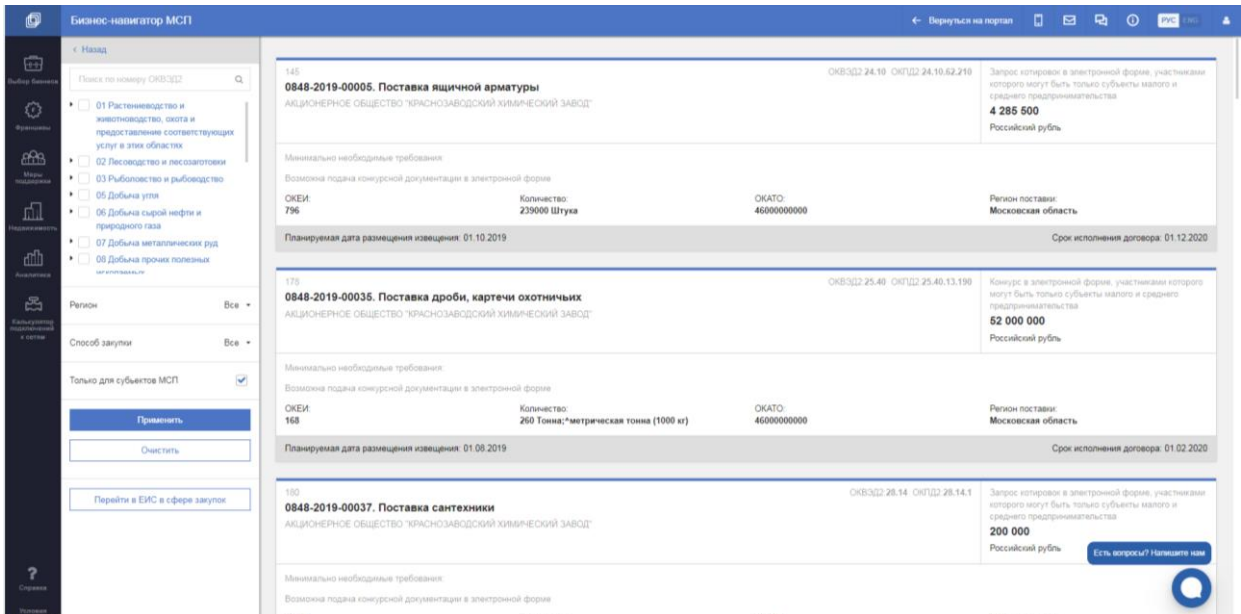 Бизнес-навигатор МСП
← Вернуться на портал
РУС ENG
Выбор бизнеса
Франшизы
Меры
поддержки
Недвижимость
Аналитика
Калькулятор
подключений
к сетям
?
Справка
Условия
‹ Назад
Поиск по номеру ОКВЭД2
01 Растениеводство и
животноводство, охота и
предоставление соответствующих
услуг в этих областях
02 Лесоводство и лесозаготовки
03 Рыболовство и рыбоводство
05 Добыча угля
06 Добыча сырой нефти и
природного газа
07 Добыча металлических руд
08 Добыча прочих полезных
ископаемых
Регион Все
Способ закупки Все
Только для субъектов МСП
Применить
Очистить
Перейти в ЕИС в сфере закупок
145 ОКВЭД2:24.10 ОКПД2:24.10.62.210
0848-2019-00005. Поставка ящичной арматуры
АКЦИОНЕРНОЕ ОБЩЕСТВО "КРАСНОЗАВОДСКИЙ ХИМИЧЕСКИЙ ЗАВОД"
Запрос котировок в электронной форме, участниками
которого могут быть только субъекты малого и
среднего предпринимательства
4 285 500
Российский рубль
Минимально необходимые требования:
Возможна подача конкурсной документации в электронной форме
ОКЕИ: Количество: ОКАТО: Регион поставки:
796 239000 Штука 46000000000 Московская область
Планируемая дата размещения извещения: 01.10.2019 Срок исполнения договора: 01.12.2020
178 ОКВЭД2:25.40 ОКПД2:25.40.13.190
0848-2019-00035. Поставка дроби, картечи охотничьих
АКЦИОНЕРНОЕ ОБЩЕСТВО "КРАСНОЗАВОДСКИЙ ХИМИЧЕСКИЙ ЗАВОД"
Конкурс в электронной форме, участниками которого
могут быть только субъекты малого и среднего
предпринимательства
52 000 000
Российский рубль
Минимально необходимые требования:
Возможна подача конкурсной документации в электронной форме
ОКЕИ: Количество: ОКАТО: Регион поставки:
168 260 Тонна;^метрическая тонна (1000 кг) 46000000000 Московская область
Планируемая дата размещения извещения: 01.08.2019 Срок исполнения договора: 01.02.2020
180 ОКВЭД2:28.14 ОКПД2:28.14.1
0848-2019-00037. Поставка сантехники
АКЦИОНЕРНОЕ ОБЩЕСТВО "КРАСНОЗАВОДСКИЙ ХИМИЧЕСКИЙ ЗАВОД"
Запрос котировок в электронной форме, участниками
которого могут быть только субъекты малого и
среднего предпринимательства
200 000
Российский рубль
Минимально необходимые требования:
Возможна подача конкурсной документации в электронной форме
Есть вопросы? Напишите нам